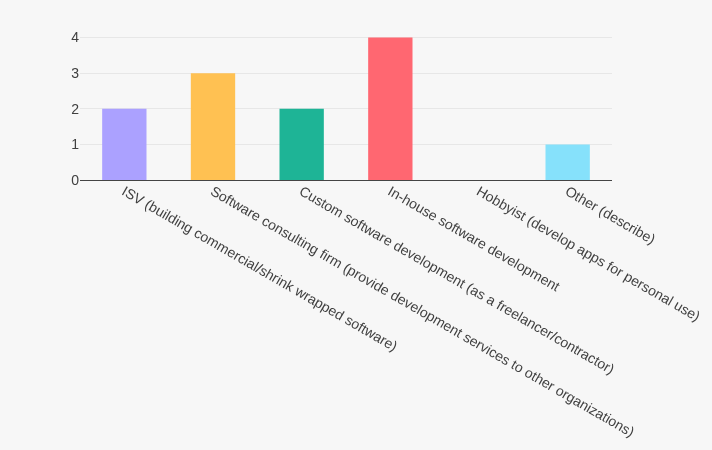 4
3
2
1
0
ISV (building commercial/shrink wrapped software)
Software consulting firm (provide development services to other organizations)
Custom software development (as a freelancer/contractor)
In-house software development
Hobbyist (develop apps for personal use)
Other (describe)